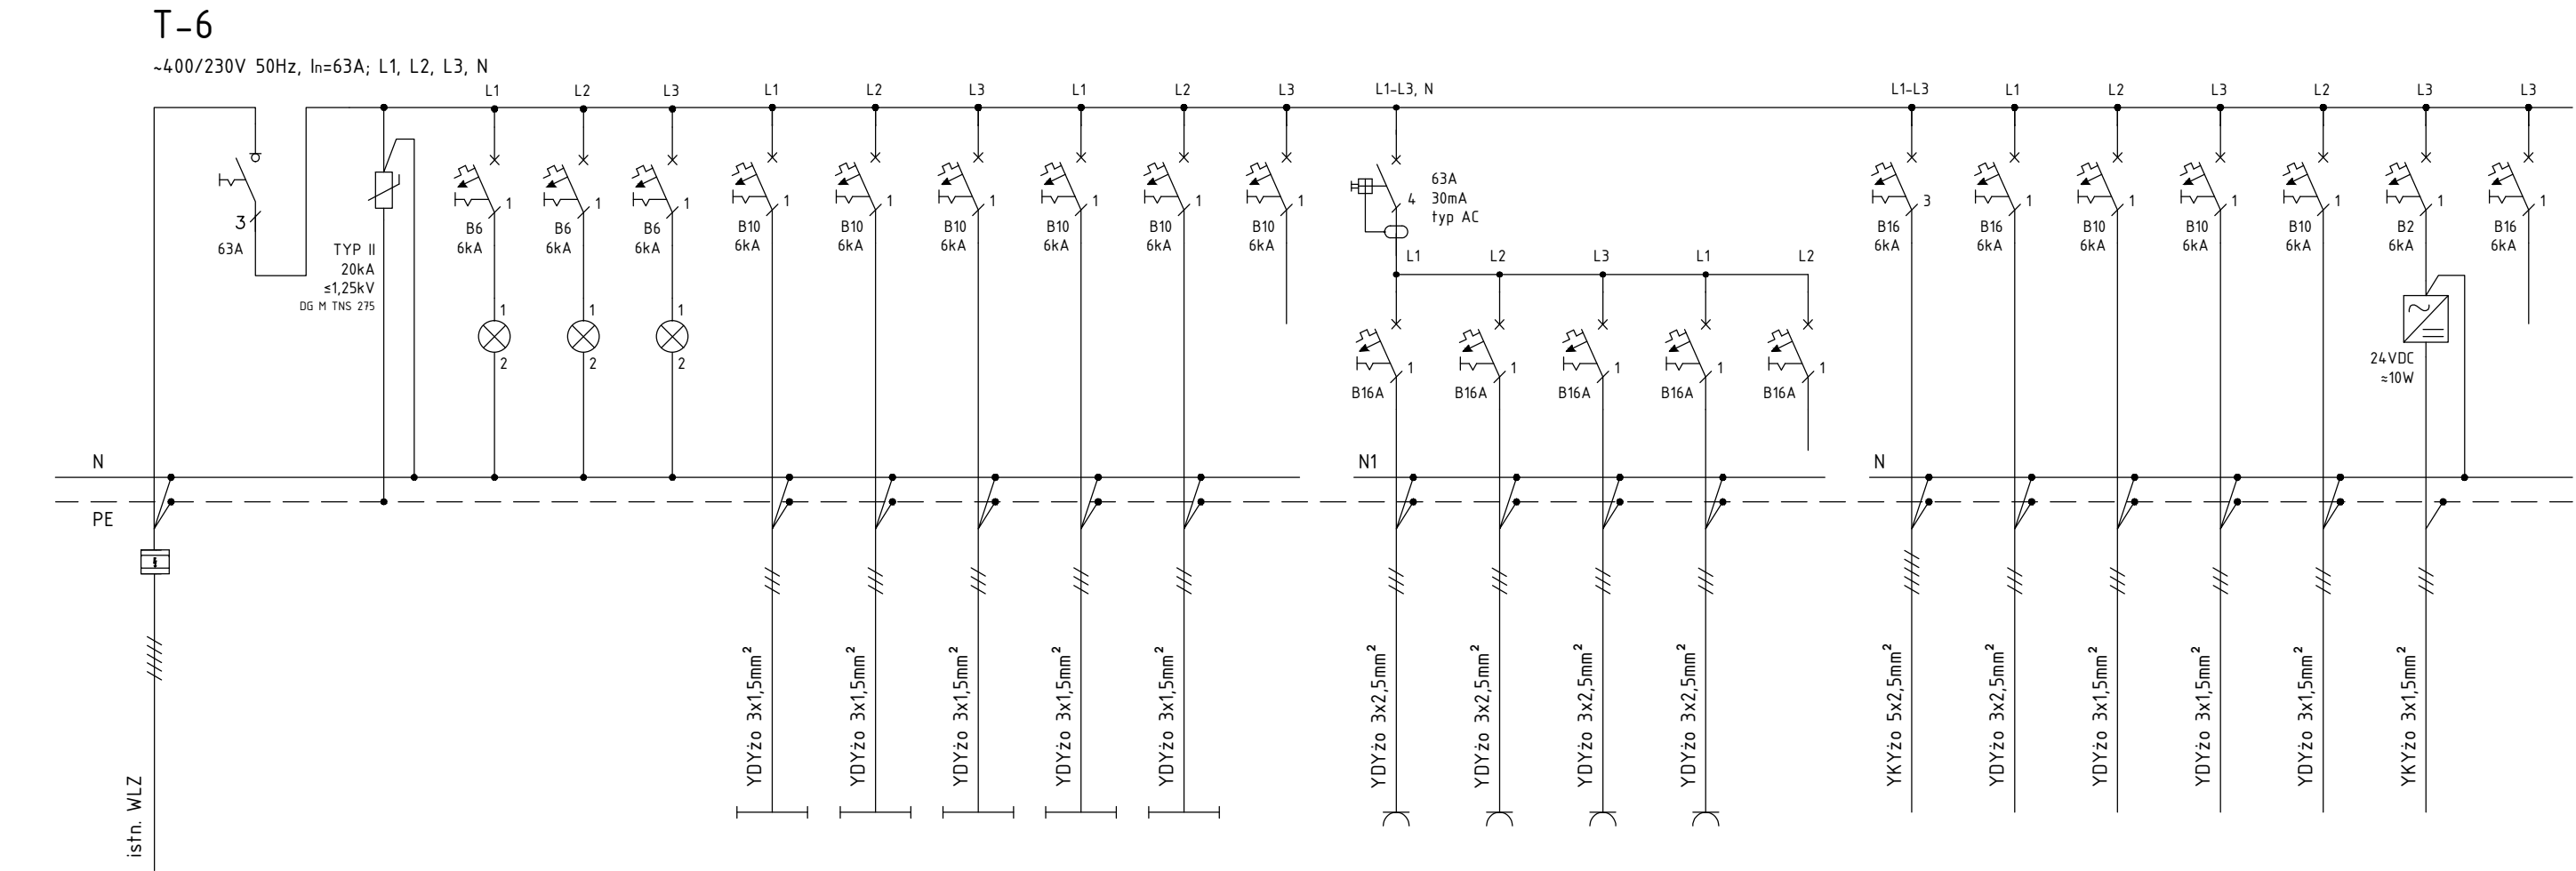 T-6
~400/230V 50Hz, In=63A; L1, L2, L3, N
L1
L2
L3
L1
L2
L3
L1
L2
L3
L1-L3, N
L1-L3
L1
L2
L3
L2
L3
L3
3
63A
TYP II
20kA
≤1,25kV
DG M TNS 275
1
B6
6kA
1
B6
6kA
1
B6
6kA
1
2
1
2
1
2
1
B10
6kA
1
B10
6kA
1
B10
6kA
1
B10
6kA
1
B10
6kA
1
B10
6kA
4
63A
30mA
typ AC
L1
L2
L3
L1
L2
1
B16A
1
B16A
1
B16A
1
B16A
1
B16A
3
B16
6kA
1
B16
6kA
1
B10
6kA
1
B10
6kA
1
B10
6kA
1
B2
6kA
1
B16
6kA
24VDC
≈10W
N
N1
N
PE
istn. WLZ
YDYżo 3x1,5mm²
YDYżo 3x1,5mm²
YDYżo 3x1,5mm²
YDYżo 3x1,5mm²
YDYżo 3x1,5mm²
YDYżo 3x2,5mm²
YDYżo 3x2,5mm²
YDYżo 3x2,5mm²
YDYżo 3x2,5mm²
YKYżo 5x2,5mm²
YDYżo 3x2,5mm²
YDYżo 3x1,5mm²
YDYżo 3x1,5mm²
YDYżo 3x1,5mm²
YKYżo 3x1,5mm²